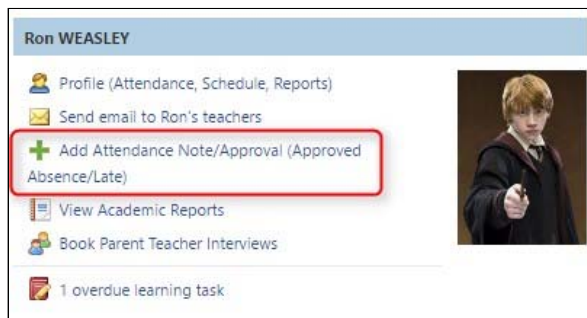 Ron WEASLEY
Profile (Attendance, Schedule, Reports)
Send email to Ron's teachers
Add Attendance Note/Approval (Approved
Absence/Late)
View Academic Reports
Book Parent Teacher Interviews
1 overdue learning task